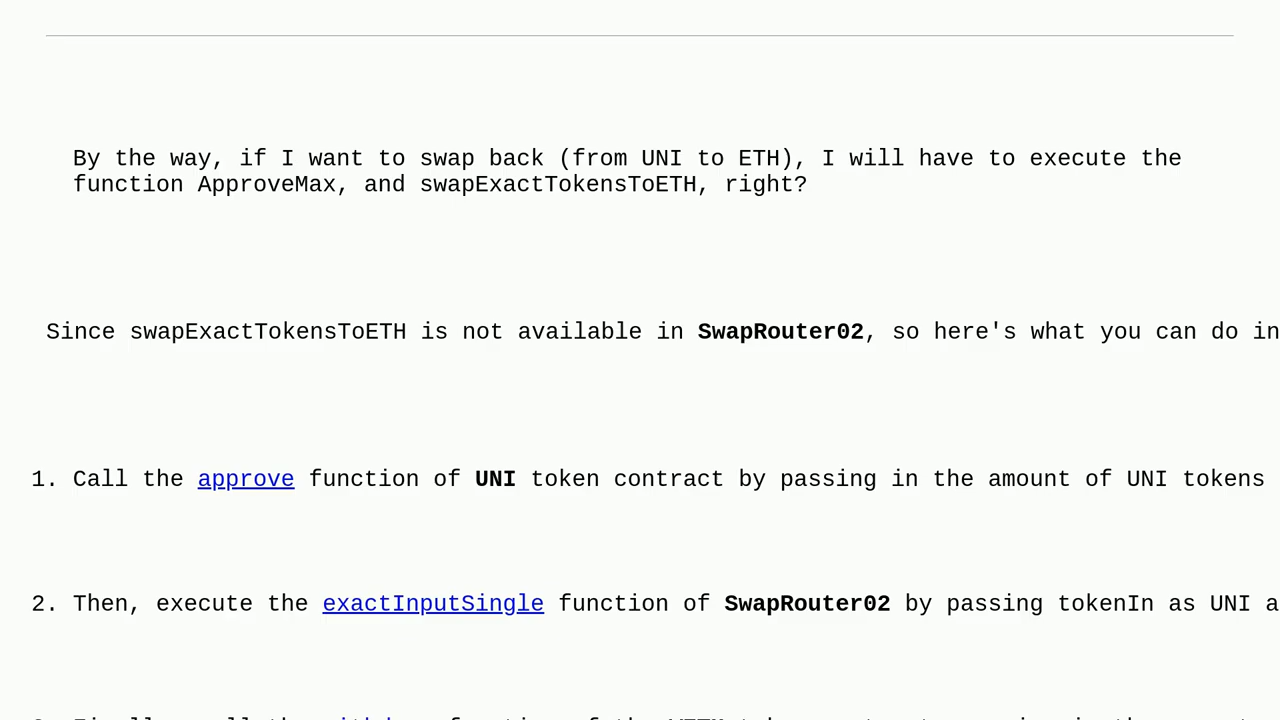 By the way, if I want to swap back (from UNI to ETH), I will have to execute the
function ApproveMax, and swapExactTokensToETH, right?
Since swapExactTokensToETH is not available in SwapRouter02, so here's what you can do in
1. Call the approve function of UNI token contract by passing in the amount of UNI tokens
2. Then, execute the exactInputSingle function of SwapRouter02 by passing tokenIn as UNI a